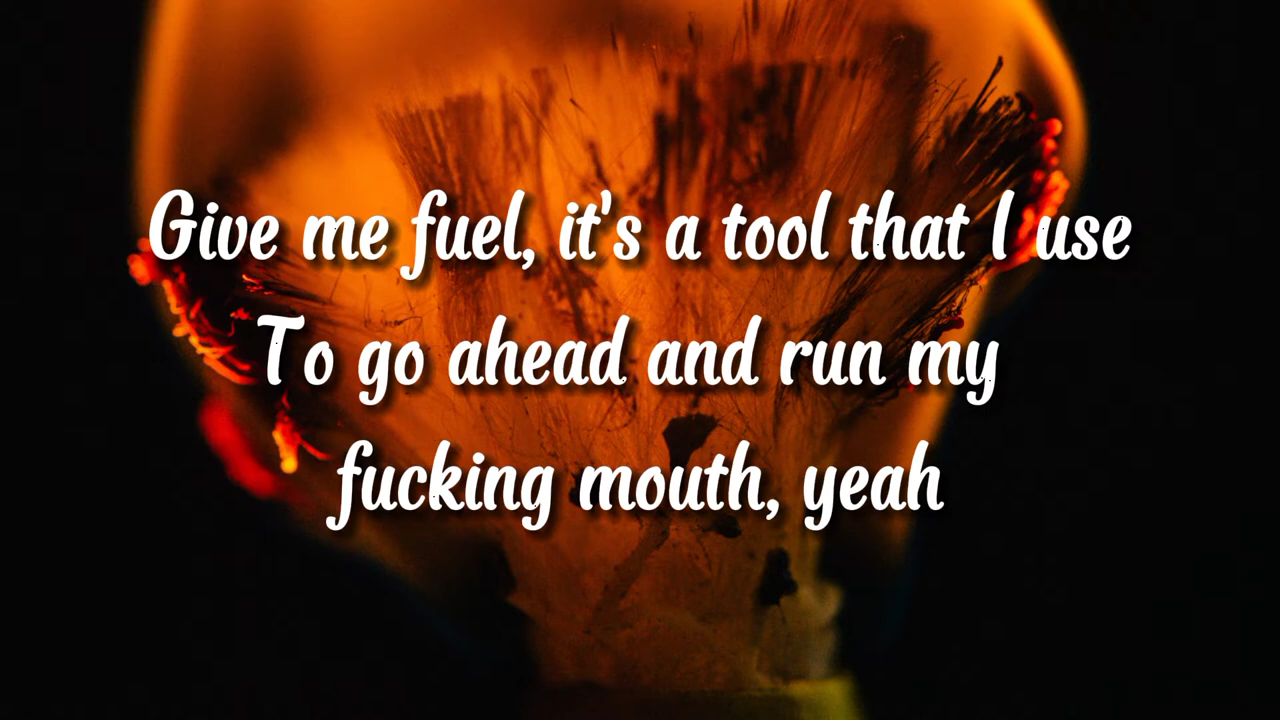 Give me fuel, it's a tool that I use
To go ahead and run my
fucking mouth, yeah